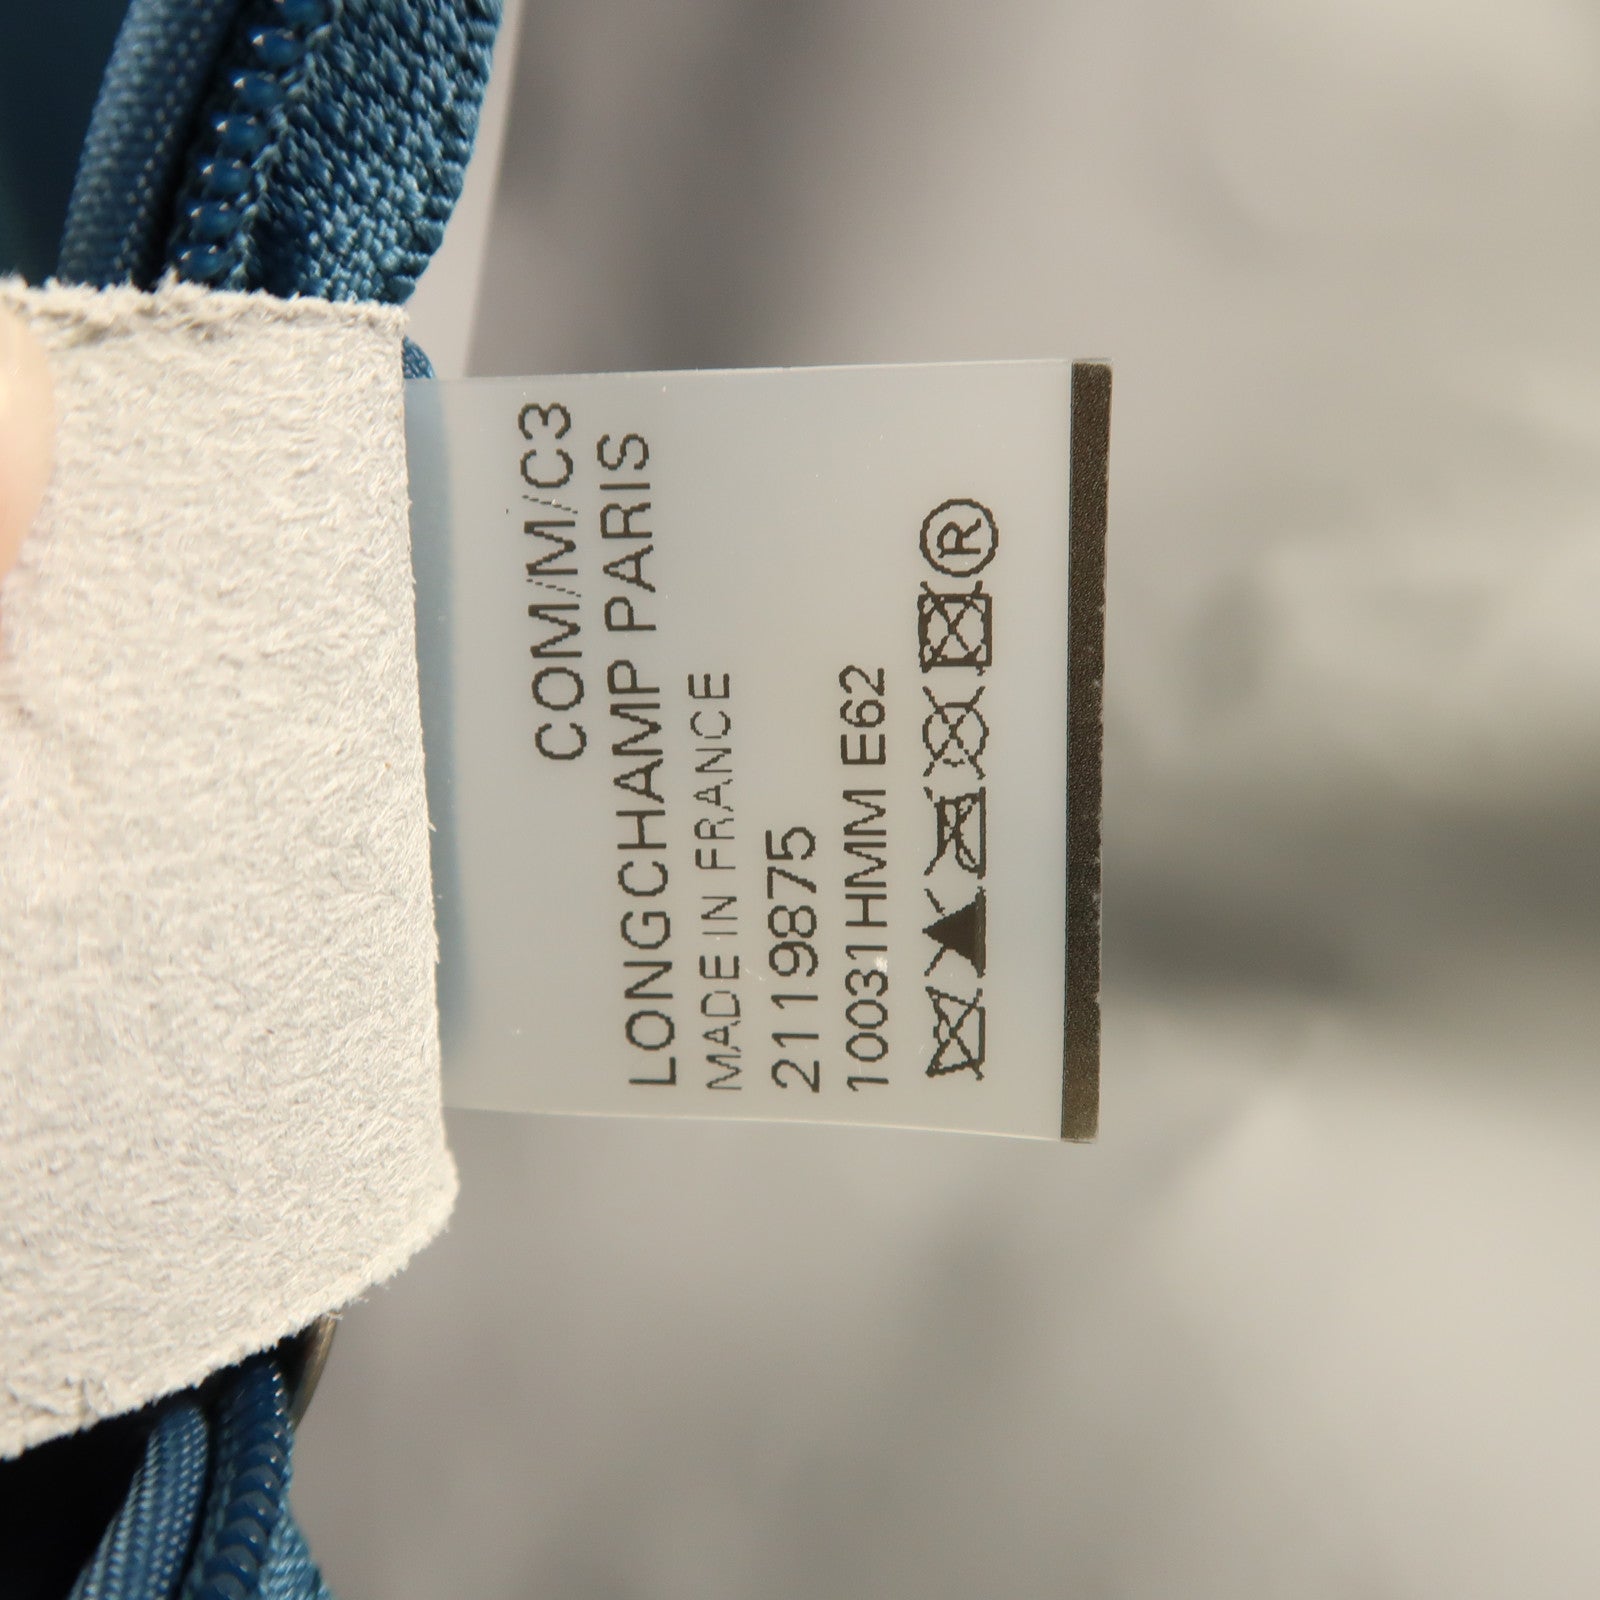 COM/M/C3
LONGCHAMP PARIS
MADE IN FRANCE
2119875
10031HMM E62
®